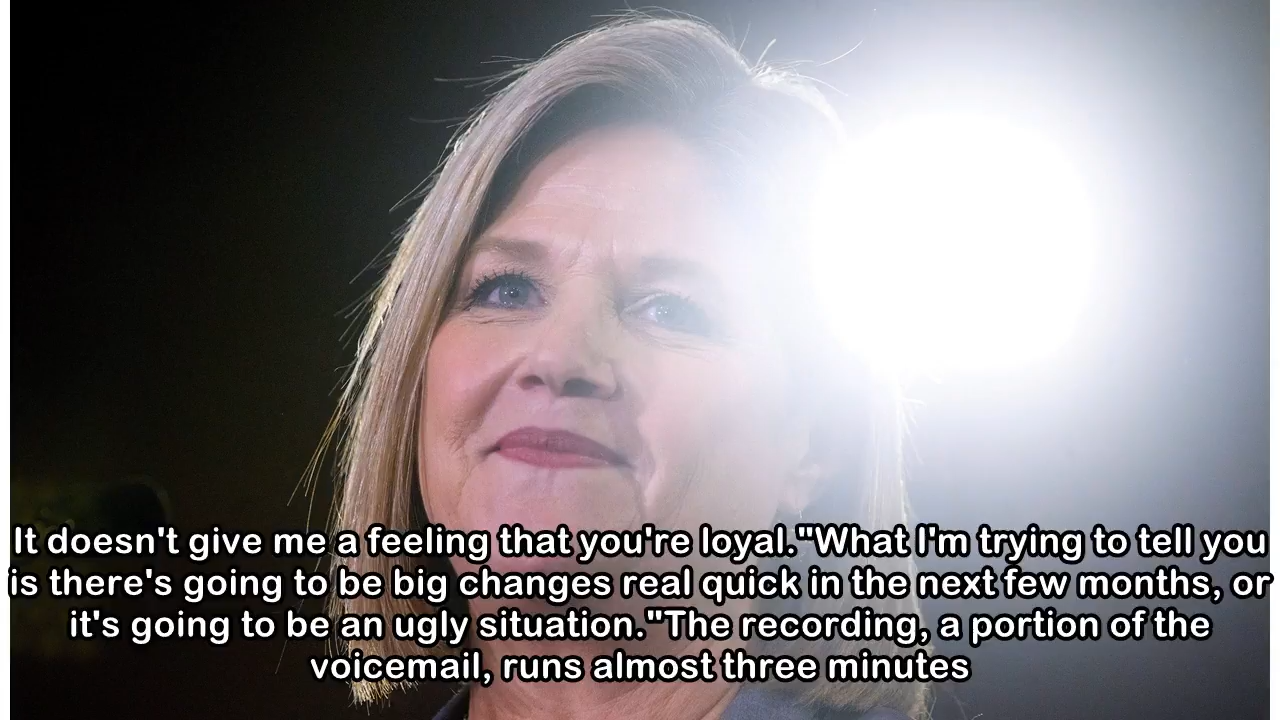 It doesn't give me a feeling that you're loyal."What I'm trying to tell you
is there's going to be big changes real quick in the next few months, or
it's going to be an ugly situation."The recording, a portion of the
voicemail, runs almost three minutes